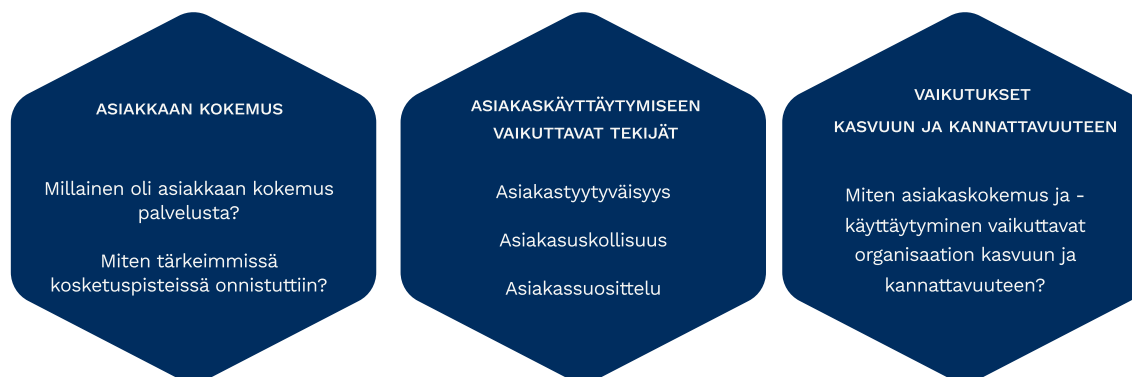 ASIAKKAAN KOKEMUS
Millainen oli asiakkaan kokemus
palvelusta?
Miten tärkeimmissä
kosketuspisteissä onnistuttiin?
ASIAKASKÄYTTÄYTYMISEEN
VAIKUTTAVAT TEKIJÄT
Asiakastyytyväisyys
Asiakasuskollisuus
Asiakassuosittelu
VAIKUTUKSET
KASVUUN JA KANNATTAVUUTEEN
Miten asiakaskokemus ja -
käyttäytyminen vaikuttavat
organisaation kasvuun ja
kannattavuuteen?